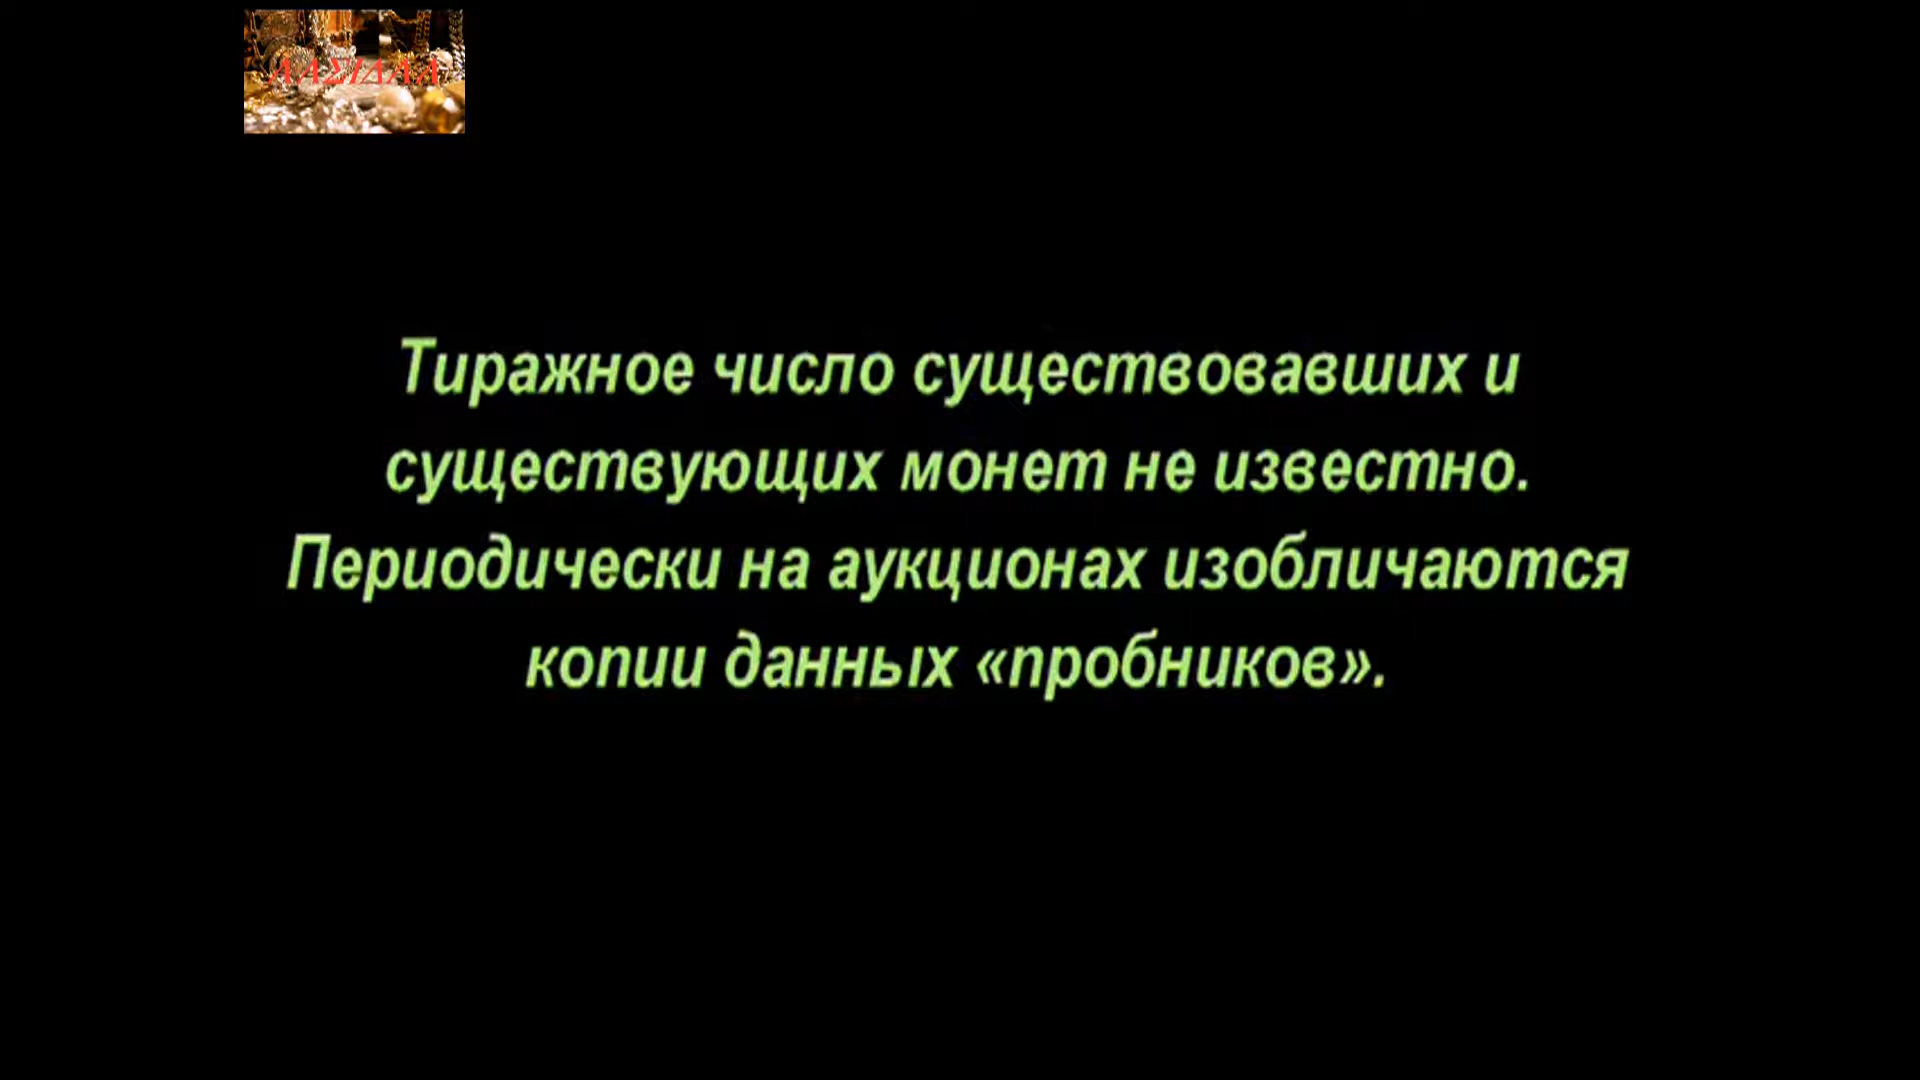 Тиражное число существовавших и
существующих монет не известно.
Периодически на аукционах изобличаются
копии данных «пробников».